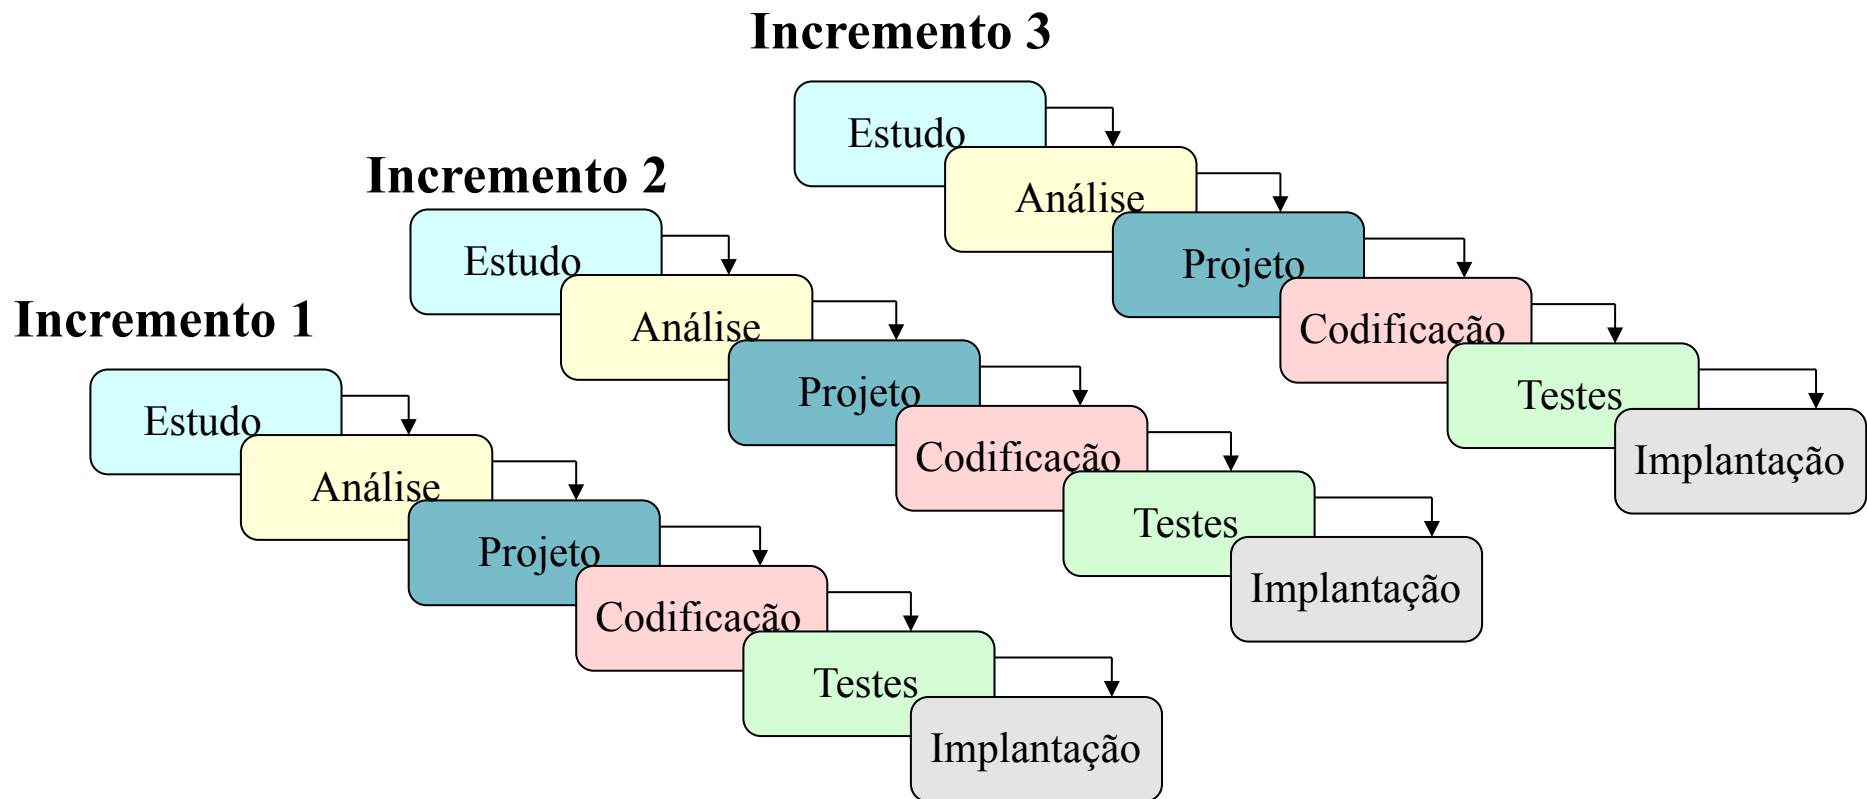 Incremento 3
Estudo
Análise
Projeto
Codificação
Testes
Implantação
Incremento 2
Estudo
Análise
Projeto
Codificação
Testes
Implantação
Incremento 1
Estudo
Análise
Projeto
Codificação
Testes
Implantação